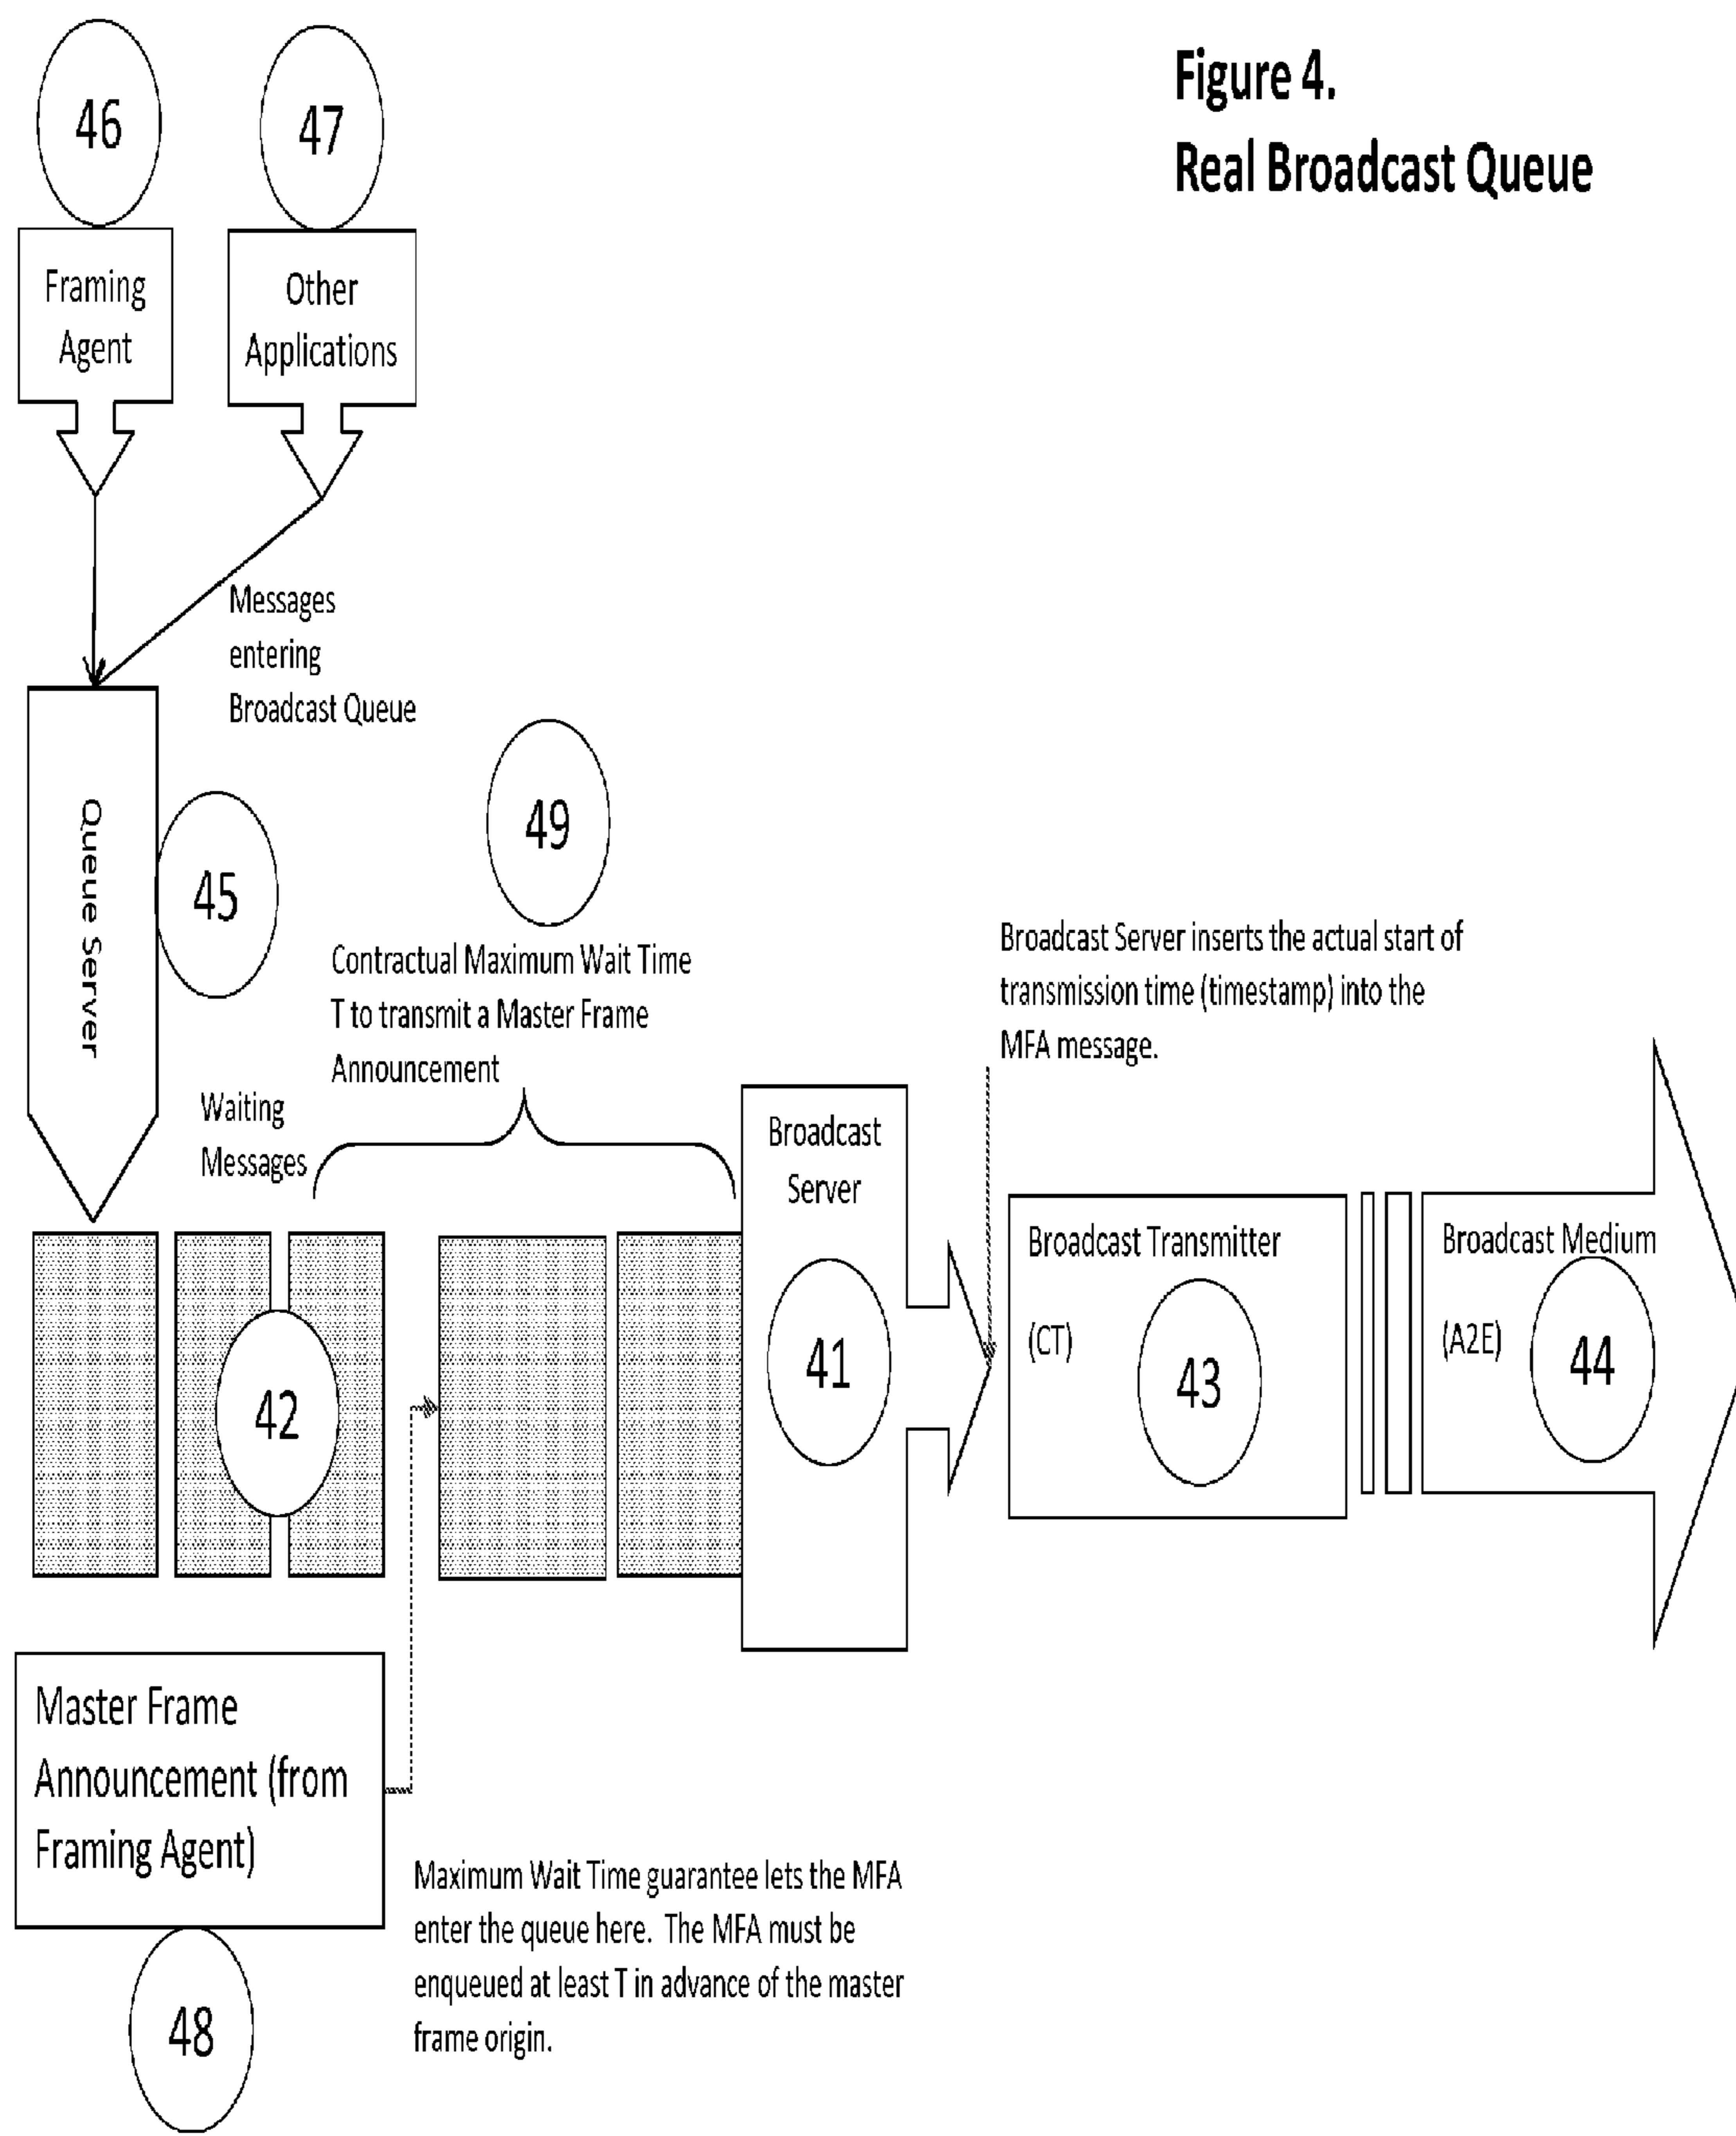 Figure 4.
Real Broadcast Queue
46
47
Framing
Agent
Other
Applications
Messages
entering
Broadcast Queue
Queue Server
45
49
Contractual Maximum Wait Time
T to transmit a Master Frame
Announcement
Waiting
Messages
Broadcast Server inserts the actual start of
transmission time (timestamp) into the
MFA message.
Broadcast
Server
41
42
Broadcast Transmitter
(CT)
43
Broadcast Medium
(A2E)
44
Master Frame
Announcement (from
Framing Agent)
48
Maximum Wait Time guarantee lets the MFA
enter the queue here. The MFA must be
enqueued at least T in advance of the master
frame origin.